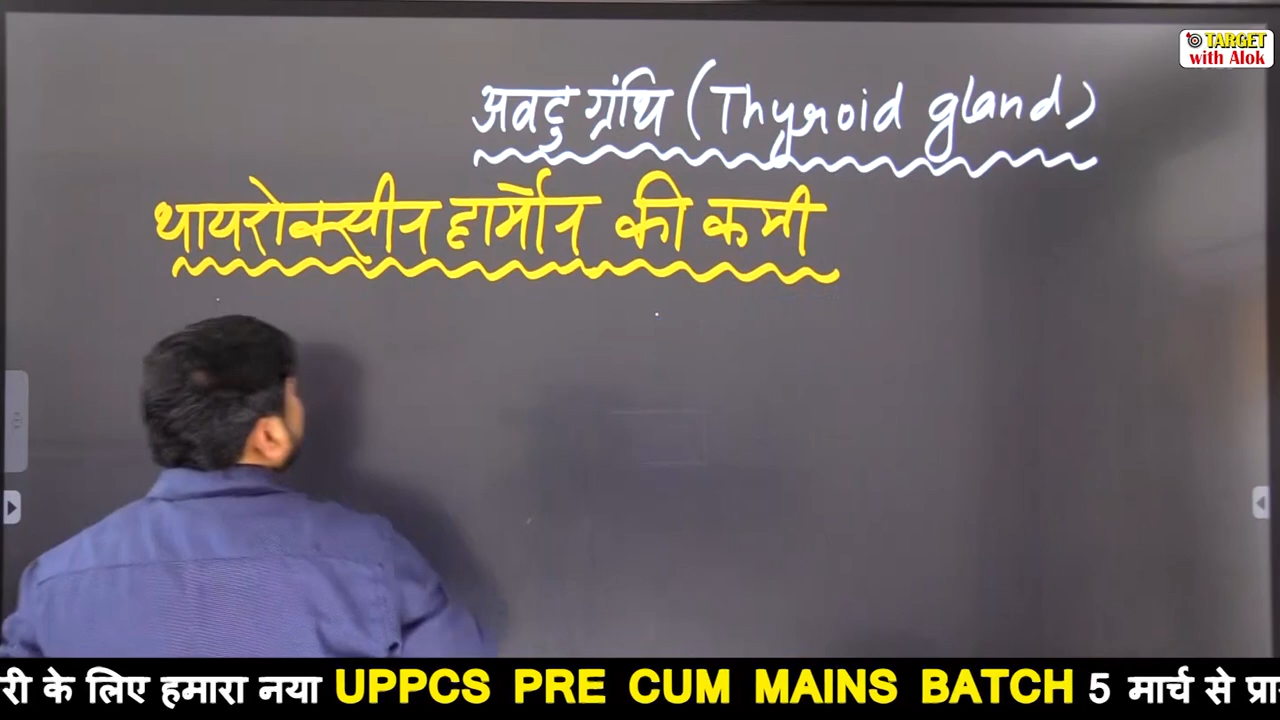 TARGET
with Alok
अवटु ग्रंथि (Thyroid gland)
थायरोक्सीन हार्मोन की कमी
री के लिए हमारा नया UPPCS PRE CUM MAINS BATCH 5 मार्च से प्रा